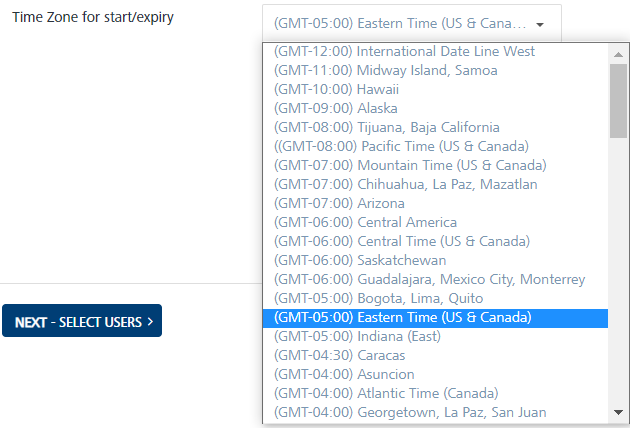 Time Zone for start/expiry
(GMT-05:00) Eastern Time (US & Cana...
(GMT-12:00) International Date Line West
(GMT-11:00) Midway Island, Samoa
(GMT-10:00) Hawaii
(GMT-09:00) Alaska
(GMT-08:00) Tijuana, Baja California
((GMT-08:00) Pacific Time (US & Canada)
(GMT-07:00) Mountain Time (US & Canada)
(GMT-07:00) Chihuahua, La Paz, Mazatlan
(GMT-07:00) Arizona
(GMT-06:00) Central America
(GMT-06:00) Central Time (US & Canada)
(GMT-06:00) Saskatchewan
(GMT-06:00) Guadalajara, Mexico City, Monterrey
(GMT-05:00) Bogota, Lima, Quito
(GMT-05:00) Eastern Time (US & Canada)
(GMT-05:00) Indiana (East)
(GMT-04:30) Caracas
(GMT-04:00) Asuncion
(GMT-04:00) Atlantic Time (Canada)
(GMT-04:00) Georgetown, La Paz, San Juan
NEXT - SELECT USERS >